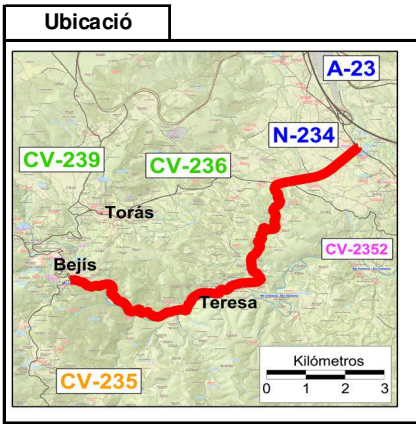 Ubicació
A-23
N-234
CV-239
CV-236
Torás
CV-2352
Bejís
Teresa
CV-235
Kilómetros
0 1 2 3